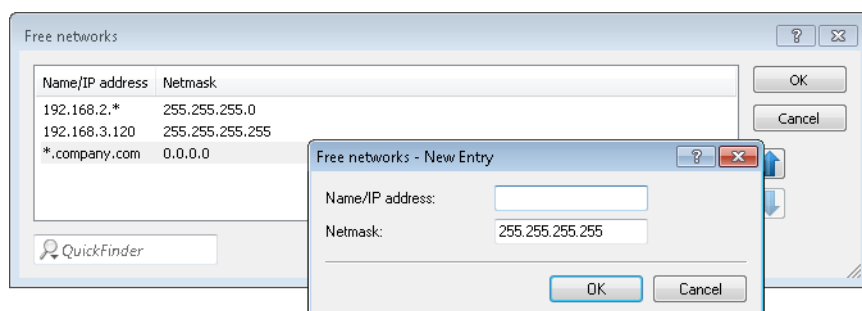 Free networks
Name/IP address Netmask
192.168.2.* 255.255.255.0
192.168.3.120 255.255.255.255
*.company.com 0.0.0.0
QuickFinder
OK
Cancel
Free networks - New Entry
Name/IP address:
Netmask: 255.255.255.255
OK Cancel